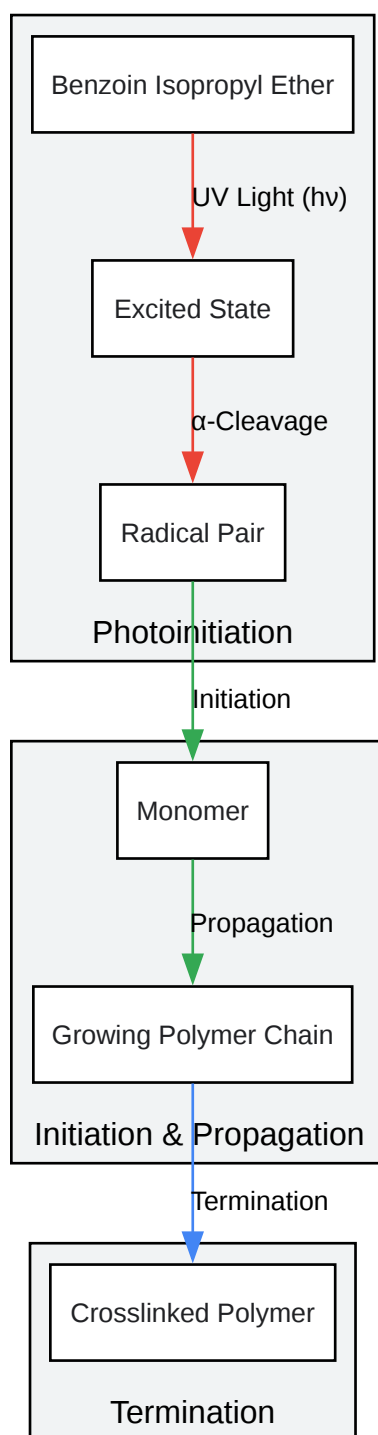 Benzoin Isopropyl Ether
UV Light (hν)
Excited State
α-Cleavage
Radical Pair
Photoinitiation
Initiation
Monomer
Propagation
Growing Polymer Chain
Initiation & Propagation
Termination
Crosslinked Polymer
Termination